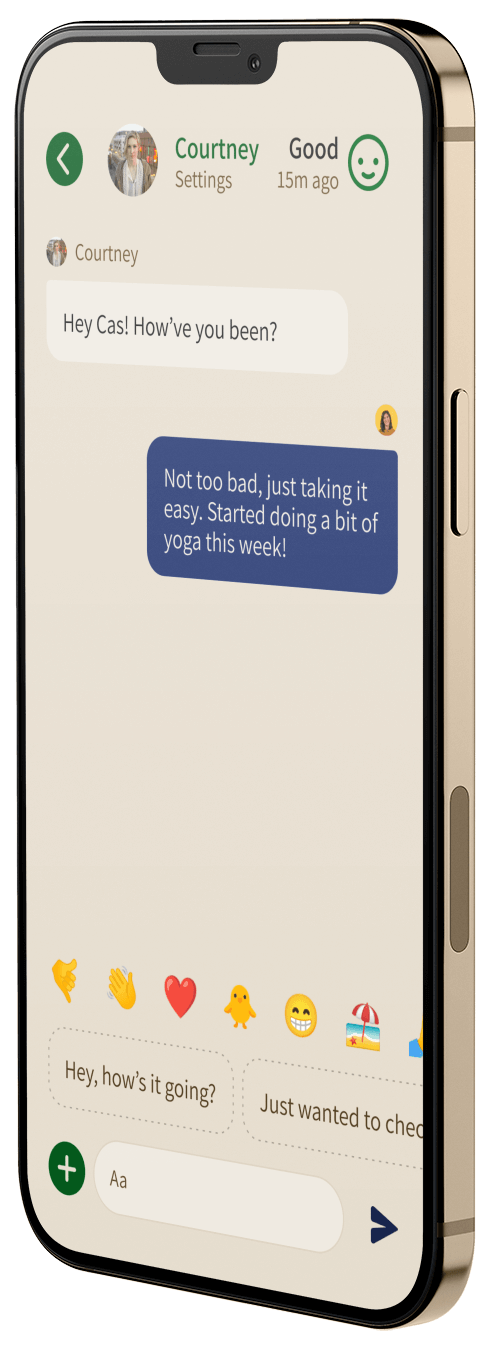 Courtney
Settings
Good
15m ago
Courtney
Hey Cas! How’ve you been?
Not too bad, just taking it
easy. Started doing a bit of
yoga this week!
Hey, how’s it going?
Just wanted to chec
Aa